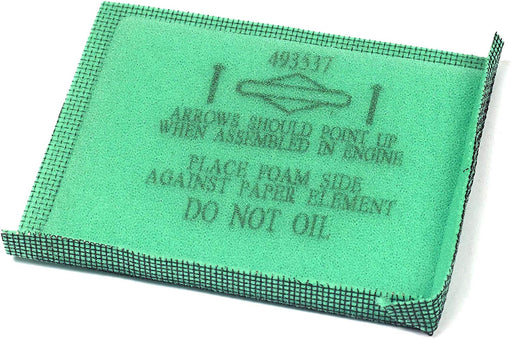 493537
ARROWS SHOULD POINT UP
WHEN ASSEMBLED IN ENGINE
PLACE FOAM SIDE
AGAINST PAPER ELEMENT
DO NOT OIL